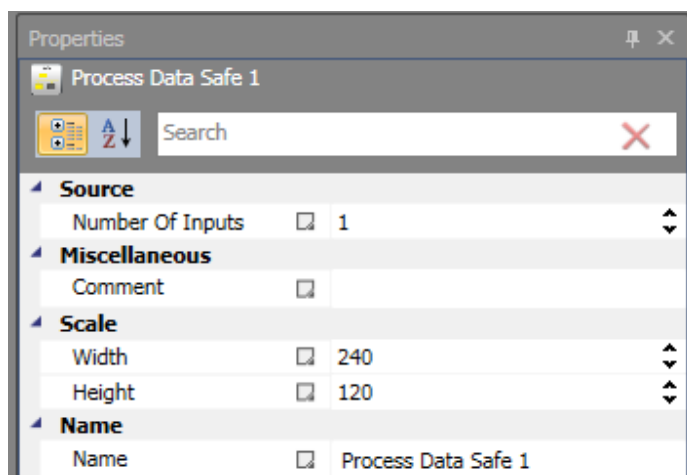 Properties
Process Data Safe 1
A
Z
Search
Source
Number Of Inputs 1
Miscellaneous
Comment
Scale
Width 240
Height 120
Name
Name Process Data Safe 1